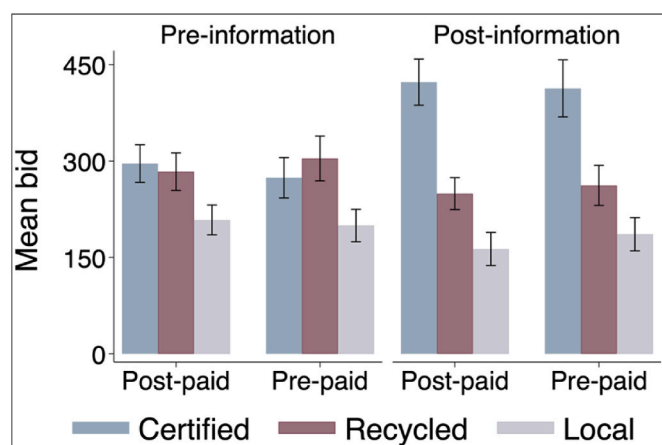 Pre-information Post-information
Mean bid
450
300
150
0
Post-paid Pre-paid Post-paid Pre-paid
Certified Recycled Local